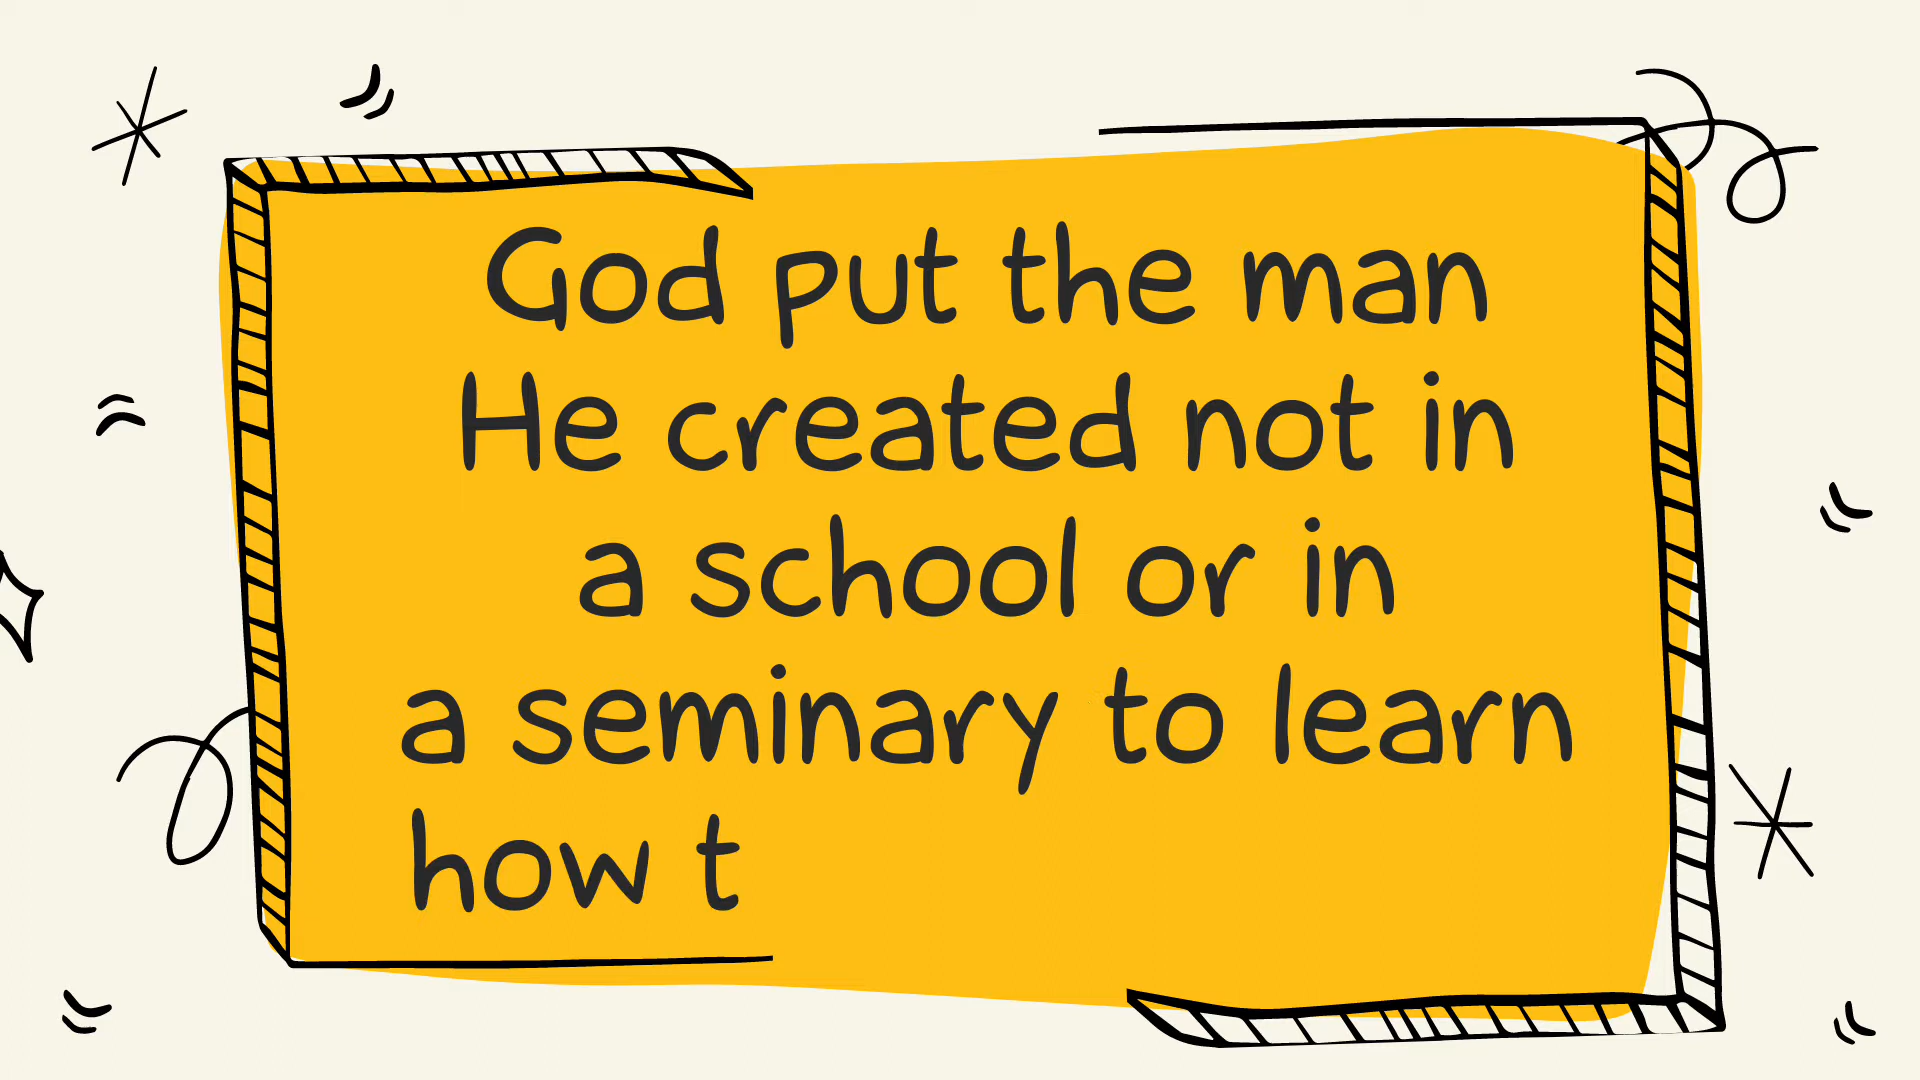 God put the man
He created not in
a school or in
a seminary to learn
how t